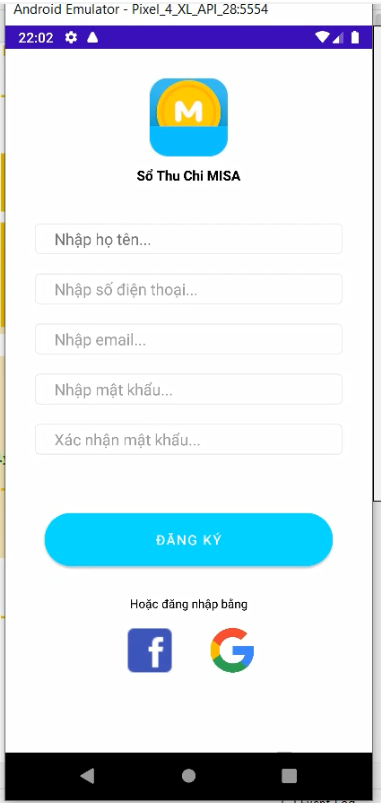 Android Emulator - Pixel_4_XL_API_28:5554
22:02
M
Sổ Thu Chi MISA
Nhập họ tên...
Nhập số điện thoại...
Nhập email...
Nhập mật khẩu...
Xác nhận mật khẩu...
ĐĂNG KÝ
Hoặc đăng nhập bằng
f G